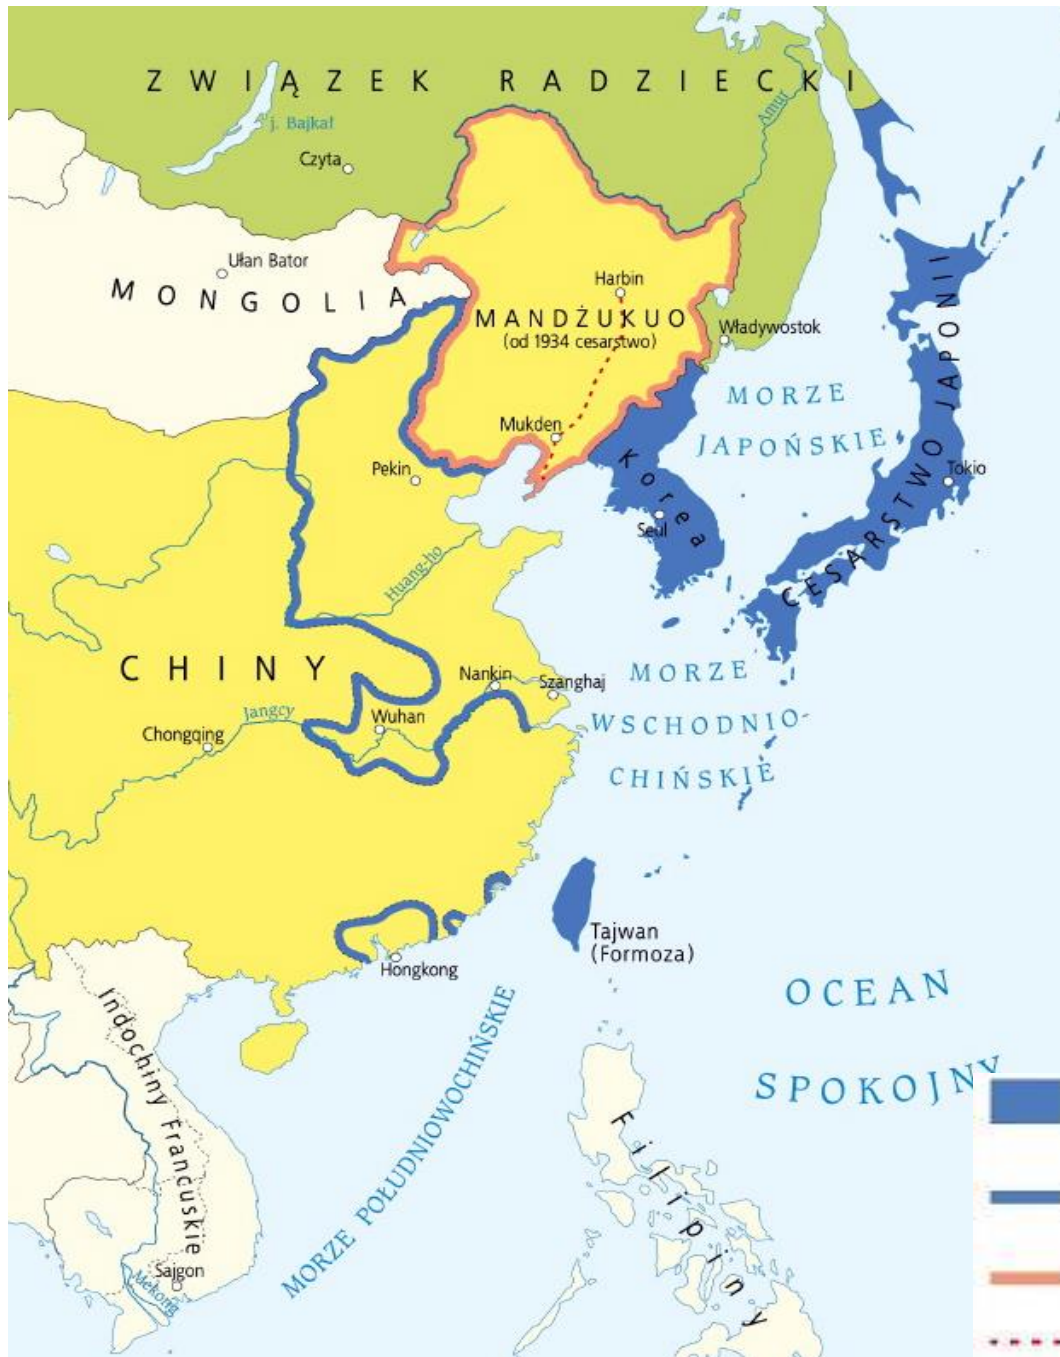 ZWIĄZEK RADZIECKI
j. Bajkał
Amur
Czyta
Ułan Bator
MONGOLIA
Harbin
MANDŻUKUO
(od 1934 cesarstwo)
Władywostok
MORZE
JAPOŃSKIE
CESARSTWO JAPONII
Mukden
Pekin
Korea
Seul
Tokio
Huang-ho
CHINY
Nankin
Szanghaj
MORZE
WSCHODNIO-
CHIŃSKIE
Jangcy
Wuhan
Chongqing
Tajwan
(Formoza)
Hongkong
OCEAN
SPOKOJNY
Indochiny Francuskie
MORZE POŁUDNIOWOCHIŃSKIE
Filipiny
Sajgon
Mekong